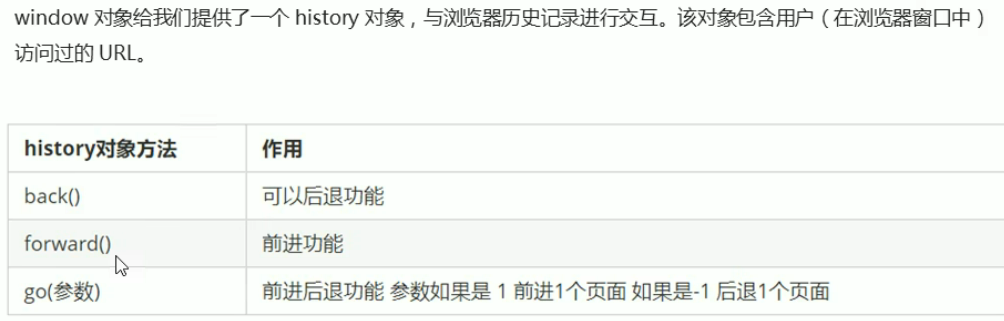 window 对象给我们提供了一个 history 对象，与浏览器历史记录进行交互。该对象包含用户（在浏览器窗口中）
访问过的 URL。
history对象方法 作用
back() 可以后退功能
forward() 前进功能
go(参数) 前进后退功能 参数如果是 1 前进1个页面 如果是-1 后退1个页面